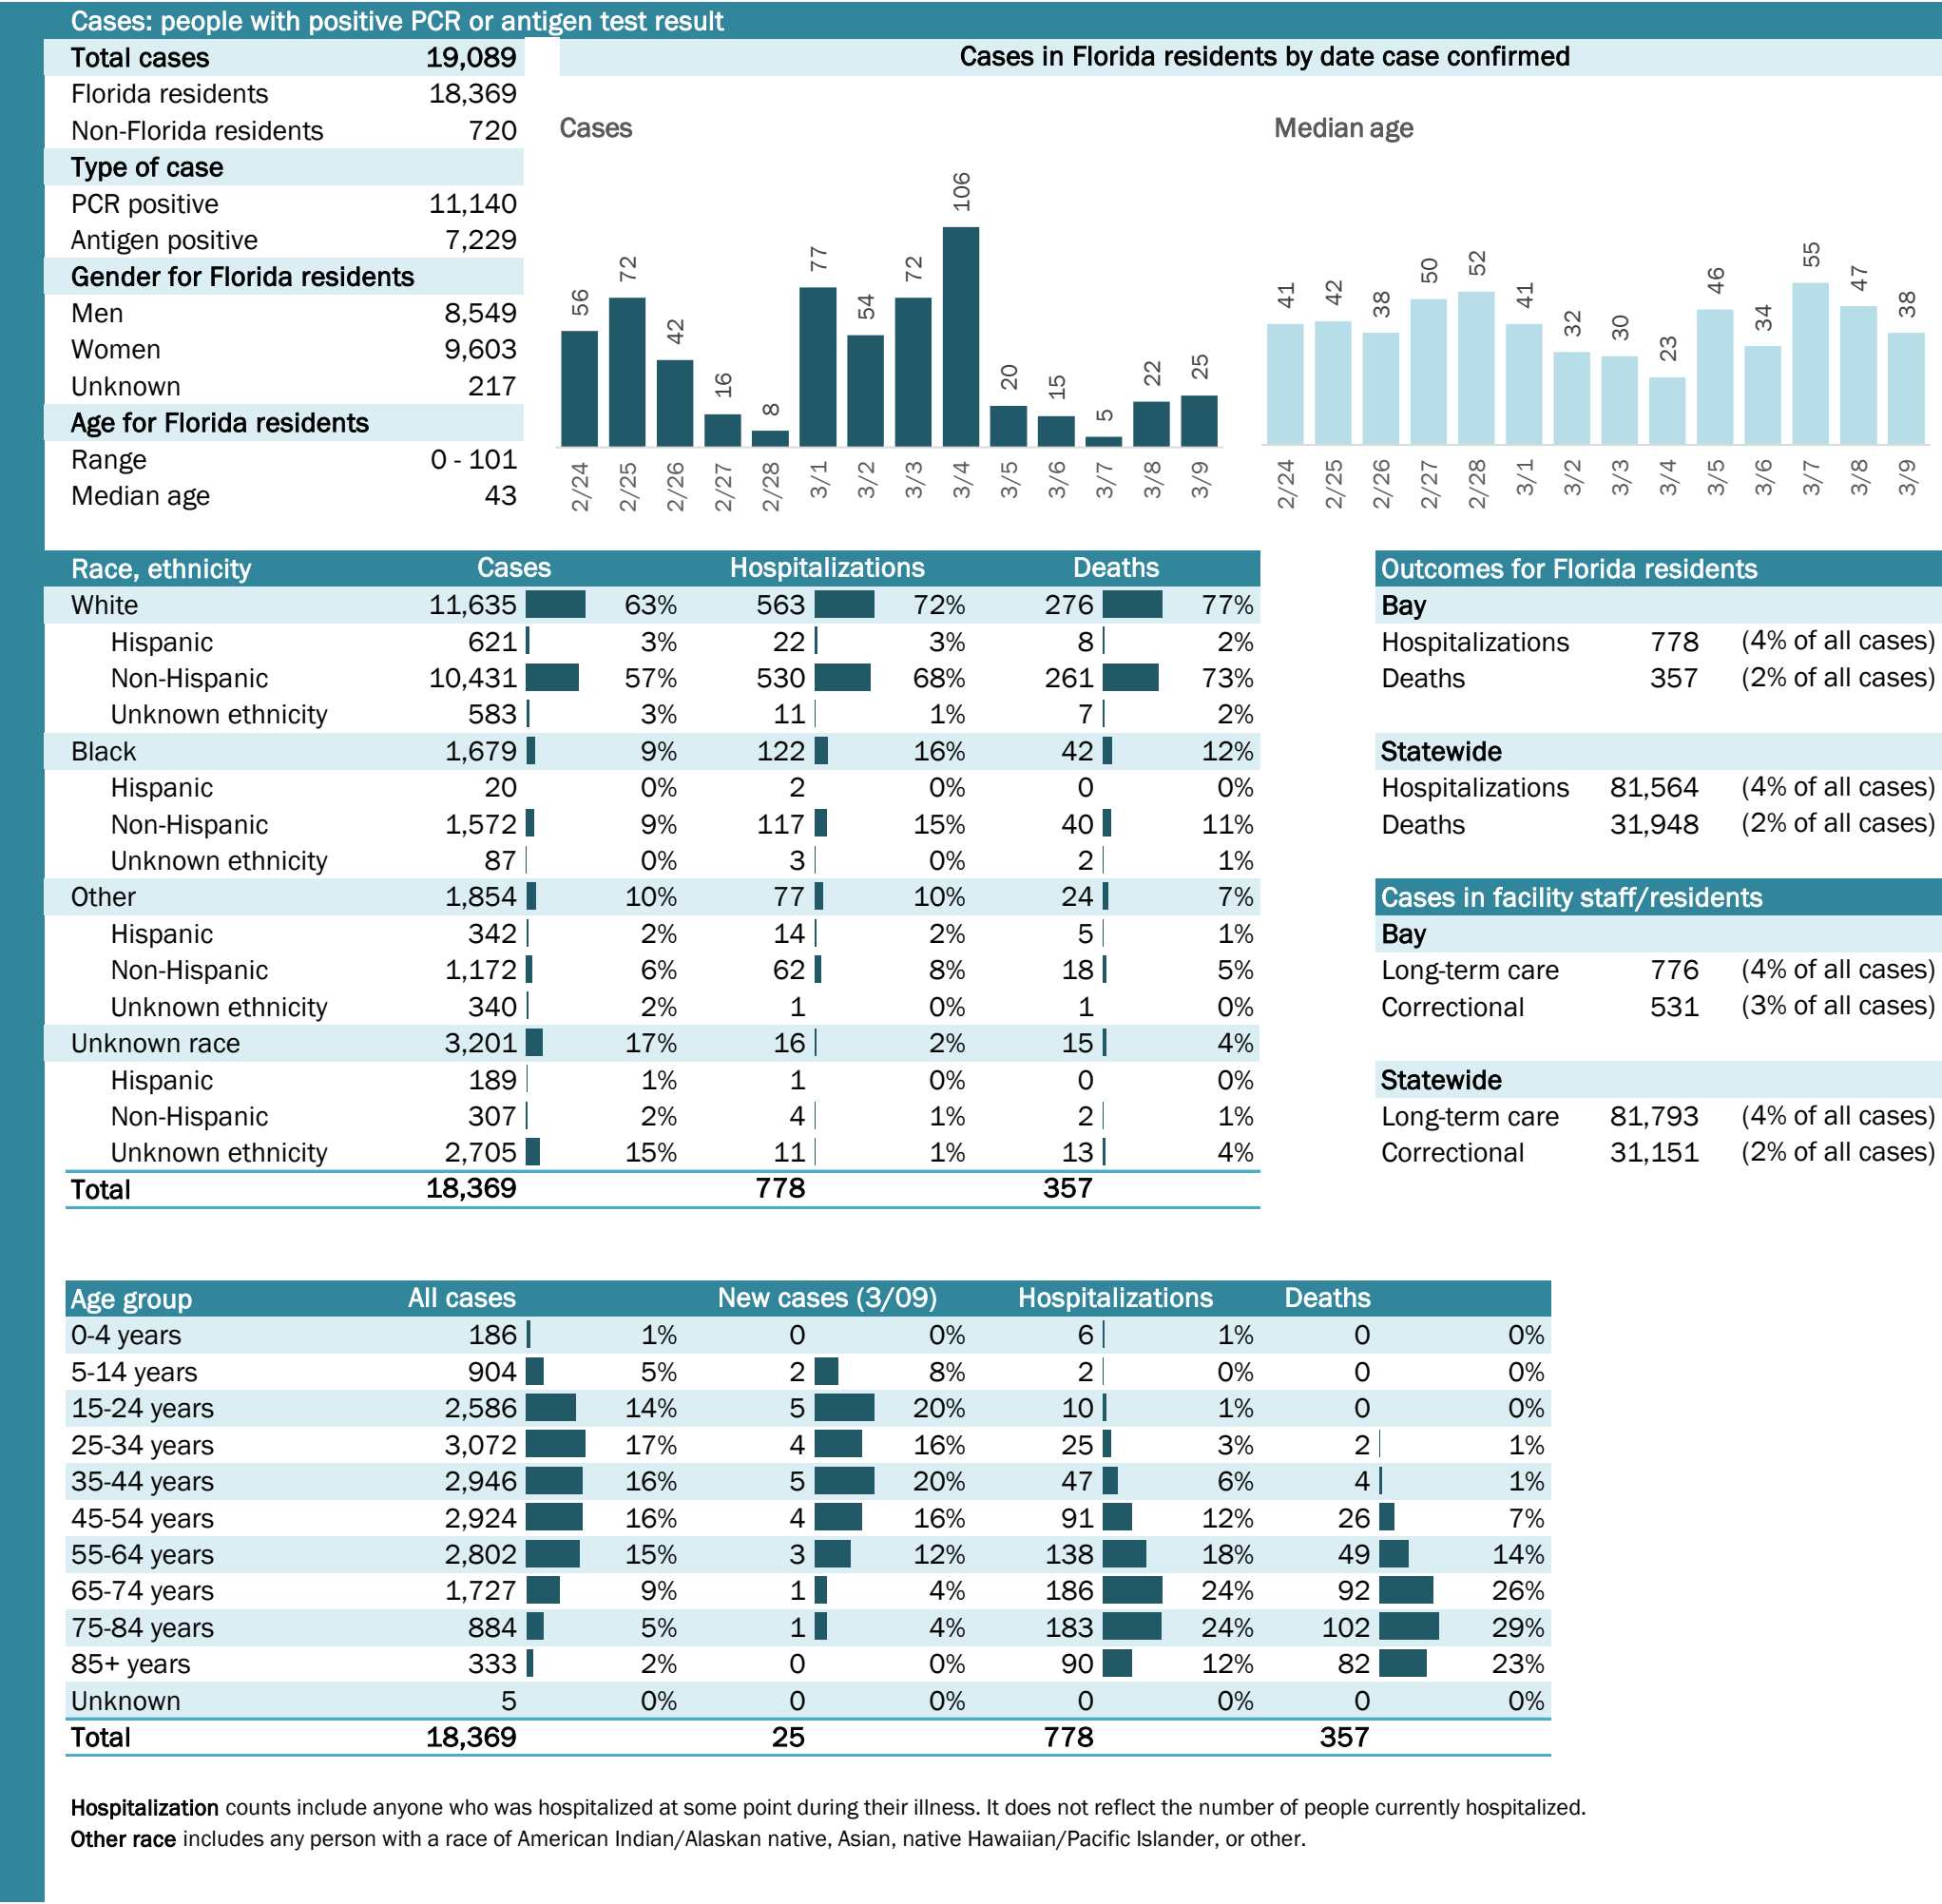 Cases: people with positive PCR or antigen test result
Total cases 19,089
Florida residents 18,369
Non-Florida residents 720
Type of case
PCR positive 11,140
Antigen positive 7,229
Gender for Florida residents
Men 8,549
Women 9,603
Unknown 217
Age for Florida residents
Range 0 - 101
Median age 43
Cases in Florida residents by date case confirmed
Cases
56 72 42 16 8 77 54 72 106 20 15 5 22 25
2/24 2/25 2/26 2/27 2/28 3/1 3/2 3/3 3/4 3/5 3/6 3/7 3/8 3/9
Median age
41 42 38 50 52 41 32 30 23 46 34 55 47 38
2/24 2/25 2/26 2/27 2/28 3/1 3/2 3/3 3/4 3/5 3/6 3/7 3/8 3/9
Race, ethnicity Cases Hospitalizations Deaths
White 11,635 63% 563 72% 276 77%
Hispanic 621 3% 22 3% 8 2%
Non-Hispanic 10,431 57% 530 68% 261 73%
Unknown ethnicity 583 3% 11 1% 7 2%
Black 1,679 9% 122 16% 42 12%
Hispanic 20 0% 2 0% 0 0%
Non-Hispanic 1,572 9% 117 15% 40 11%
Unknown ethnicity 87 0% 3 0% 2 1%
Other 1,854 10% 77 10% 24 7%
Hispanic 342 2% 14 2% 5 1%
Non-Hispanic 1,172 6% 62 8% 18 5%
Unknown ethnicity 340 2% 1 0% 1 0%
Unknown race 3,201 17% 16 2% 15 4%
Hispanic 189 1% 1 0% 0 0%
Non-Hispanic 307 2% 4 1% 2 1%
Unknown ethnicity 2,705 15% 11 1% 13 4%
Total 18,369 778 357
Outcomes for Florida residents
Bay
Hospitalizations 778 (4% of all cases)
Deaths 357 (2% of all cases)
Statewide
Hospitalizations 81,564 (4% of all cases)
Deaths 31,948 (2% of all cases)
Cases in facility staff/residents
Bay
Long-term care 776 (4% of all cases)
Correctional 531 (3% of all cases)
Statewide
Long-term care 81,793 (4% of all cases)
Correctional 31,151 (2% of all cases)
Age group All cases New cases (3/09) Hospitalizations Deaths
0-4 years 186 1% 0 0% 6 1% 0 0%
5-14 years 904 5% 2 8% 2 0% 0 0%
15-24 years 2,586 14% 5 20% 10 1% 0 0%
25-34 years 3,072 17% 4 16% 25 3% 2 1%
35-44 years 2,946 16% 5 20% 47 6% 4 1%
45-54 years 2,924 16% 4 16% 91 12% 26 7%
55-64 years 2,802 15% 3 12% 138 18% 49 14%
65-74 years 1,727 9% 1 4% 186 24% 92 26%
75-84 years 884 5% 1 4% 183 24% 102 29%
85+ years 333 2% 0 0% 90 12% 82 23%
Unknown 5 0% 0 0% 0 0% 0 0%
Total 18,369 25 778 357
Hospitalization counts include anyone who was hospitalized at some point during their illness. It does not reflect the number of people currently hospitalized.
Other race includes any person with a race of American Indian/Alaskan native, Asian, native Hawaiian/Pacific Islander, or other.